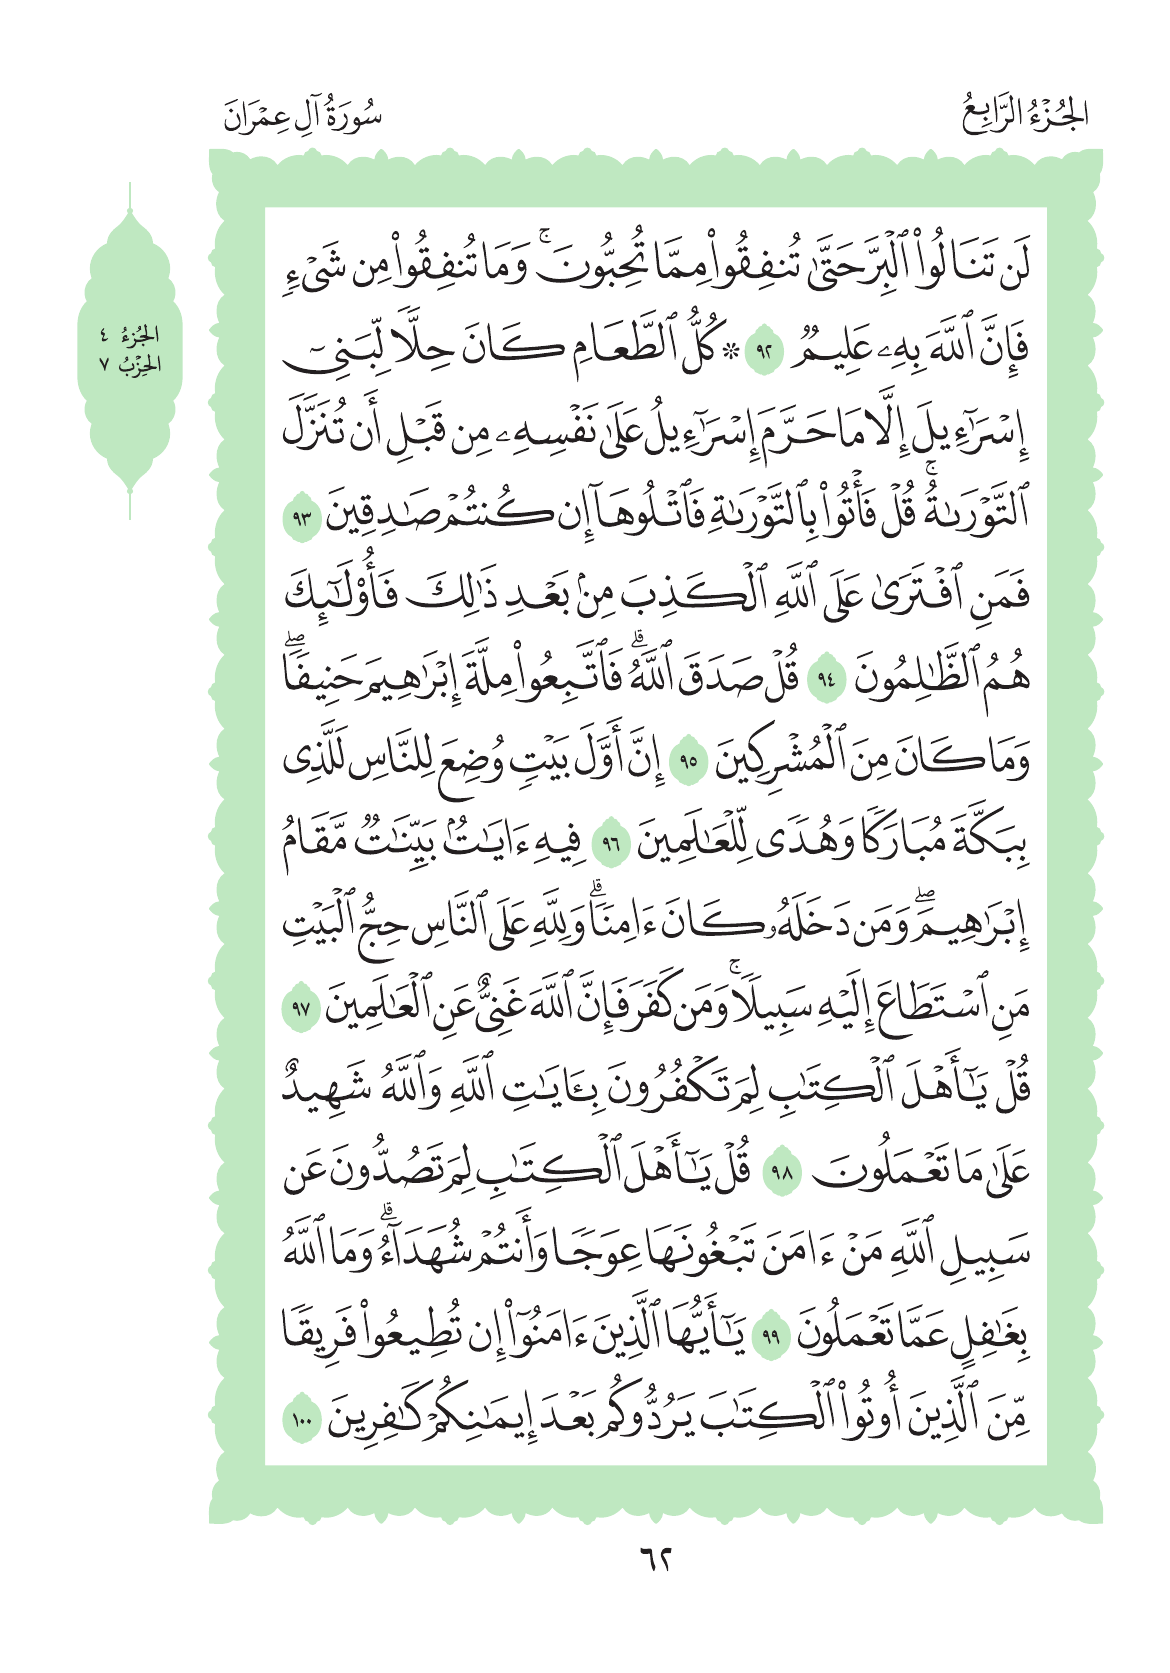 الجُزْءُ الرَّابِعُ
سُورَةُ آلِ عِمْرَانَ
لَن تَنَالُوا۟ ٱلْبِرَّ حَتَّىٰ تُنفِقُوا۟ مِمَّا تُحِبُّونَ ۚ وَمَا تُنفِقُوا۟ مِن شَىْءٍ
فَإِنَّ ٱللَّهَ بِهِۦ عَلِيمٌ ٩٢ ۞ كُلُّ ٱلطَّعَامِ كَانَ حِلًّا لِّبَنِىٓ
إِسْرَٰٓءِيلَ إِلَّا مَا حَرَّمَ إِسْرَٰٓءِيلُ عَلَىٰ نَفْسِهِۦ مِن قَبْلِ أَن تُنَزَّلَ
ٱلتَّوْرَىٰةُ ۗ قُلْ فَأْتُوا۟ بِٱلتَّوْرَىٰةِ فَٱتْلُوهَآ إِن كُنتُمْ صَـٰدِقِينَ ٩٣
فَمَنِ ٱفْتَرَىٰ عَلَى ٱللَّهِ ٱلْكَذِبَ مِنۢ بَعْدِ ذَٰلِكَ فَأُو۟لَـٰٓئِكَ
هُمُ ٱلظَّـٰلِمُونَ ٩٤ قُلْ صَدَقَ ٱللَّهُ ۗ فَٱتَّبِعُوا۟ مِلَّةَ إِبْرَٰهِيمَ حَنِيفًا ۖ
وَمَا كَانَ مِنَ ٱلْمُشْرِكِينَ ٩٥ إِنَّ أَوَّلَ بَيْتٍ وُضِعَ لِلنَّاسِ لَلَّذِى
بِبَكَّةَ مُبَارَكًا وَهُدًى لِّلْعَـٰلَمِينَ ٩٦ فِيهِ ءَايَـٰتٌۢ بَيِّنَـٰتٌ مَّقَامُ
إِبْرَٰهِيمَ ۖ وَمَن دَخَلَهُۥ كَانَ ءَامِنًا ۗ وَلِلَّهِ عَلَى ٱلنَّاسِ حِجُّ ٱلْبَيْتِ
مَنِ ٱسْتَطَاعَ إِلَيْهِ سَبِيلًا ۚ وَمَن كَفَرَ فَإِنَّ ٱللَّهَ غَنِىٌّ عَنِ ٱلْعَـٰلَمِينَ ٩٧
قُلْ يَـٰٓأَهْلَ ٱلْكِتَـٰبِ لِمَ تَكْفُرُونَ بِـَٔايَـٰتِ ٱللَّهِ وَٱللَّهُ شَهِيدٌ
عَلَىٰ مَا تَعْمَلُونَ ٩٨ قُلْ يَـٰٓأَهْلَ ٱلْكِتَـٰبِ لِمَ تَصُدُّونَ عَن
سَبِيلِ ٱللَّهِ مَنْ ءَامَنَ تَبْغُونَهَا عِوَجًا وَأَنتُمْ شُهَدَآءُ ۗ وَمَا ٱللَّهُ
بِغَـٰفِلٍ عَمَّا تَعْمَلُونَ ٩٩ يَـٰٓأَيُّهَا ٱلَّذِينَ ءَامَنُوٓا۟ إِن تُطِيعُوا۟ فَرِيقًا
مِّنَ ٱلَّذِينَ أُوتُوا۟ ٱلْكِتَـٰبَ يَرُدُّوكُم بَعْدَ إِيمَـٰنِكُمْ كَـٰفِرِينَ ١٠٠
الجُزءُ ٤
الحِزْبُ ٧
٦٢